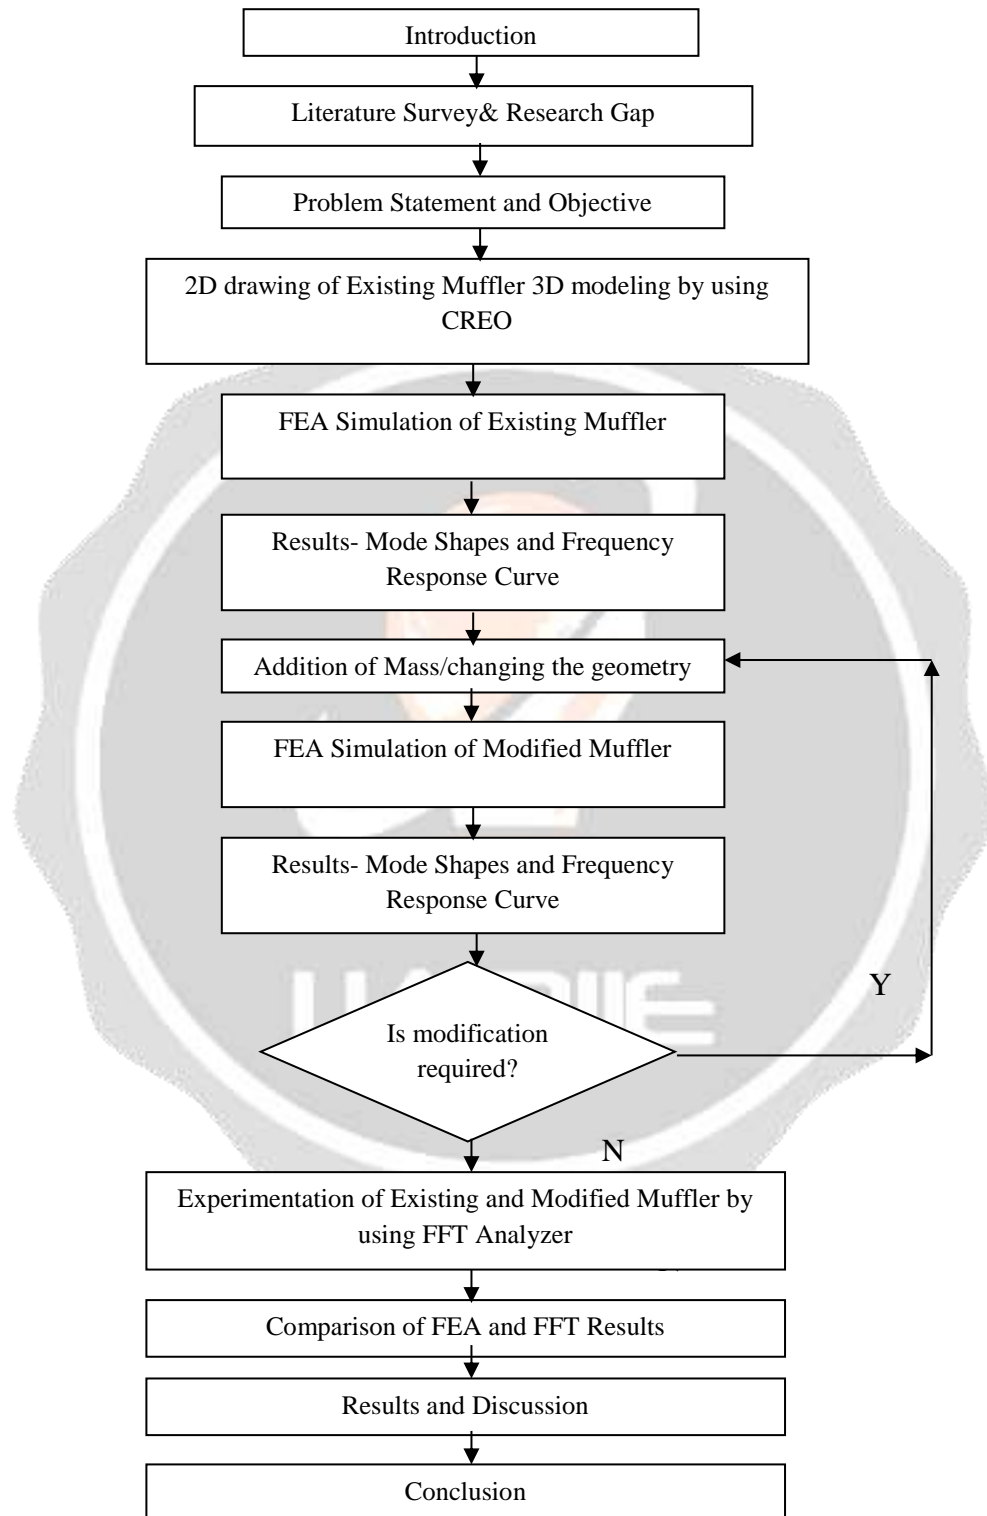 Introduction
Literature Survey& Research Gap
Problem Statement and Objective
2D drawing of Existing Muffler 3D modeling by using
CREO
FEA Simulation of Existing Muffler
Results- Mode Shapes and Frequency
Response Curve
Addition of Mass/changing the geometry
FEA Simulation of Modified Muffler
Results- Mode Shapes and Frequency
Response Curve
Y
Is modification
required?
N
Experimentation of Existing and Modified Muffler by
using FFT Analyzer
Comparison of FEA and FFT Results
Results and Discussion
Conclusion